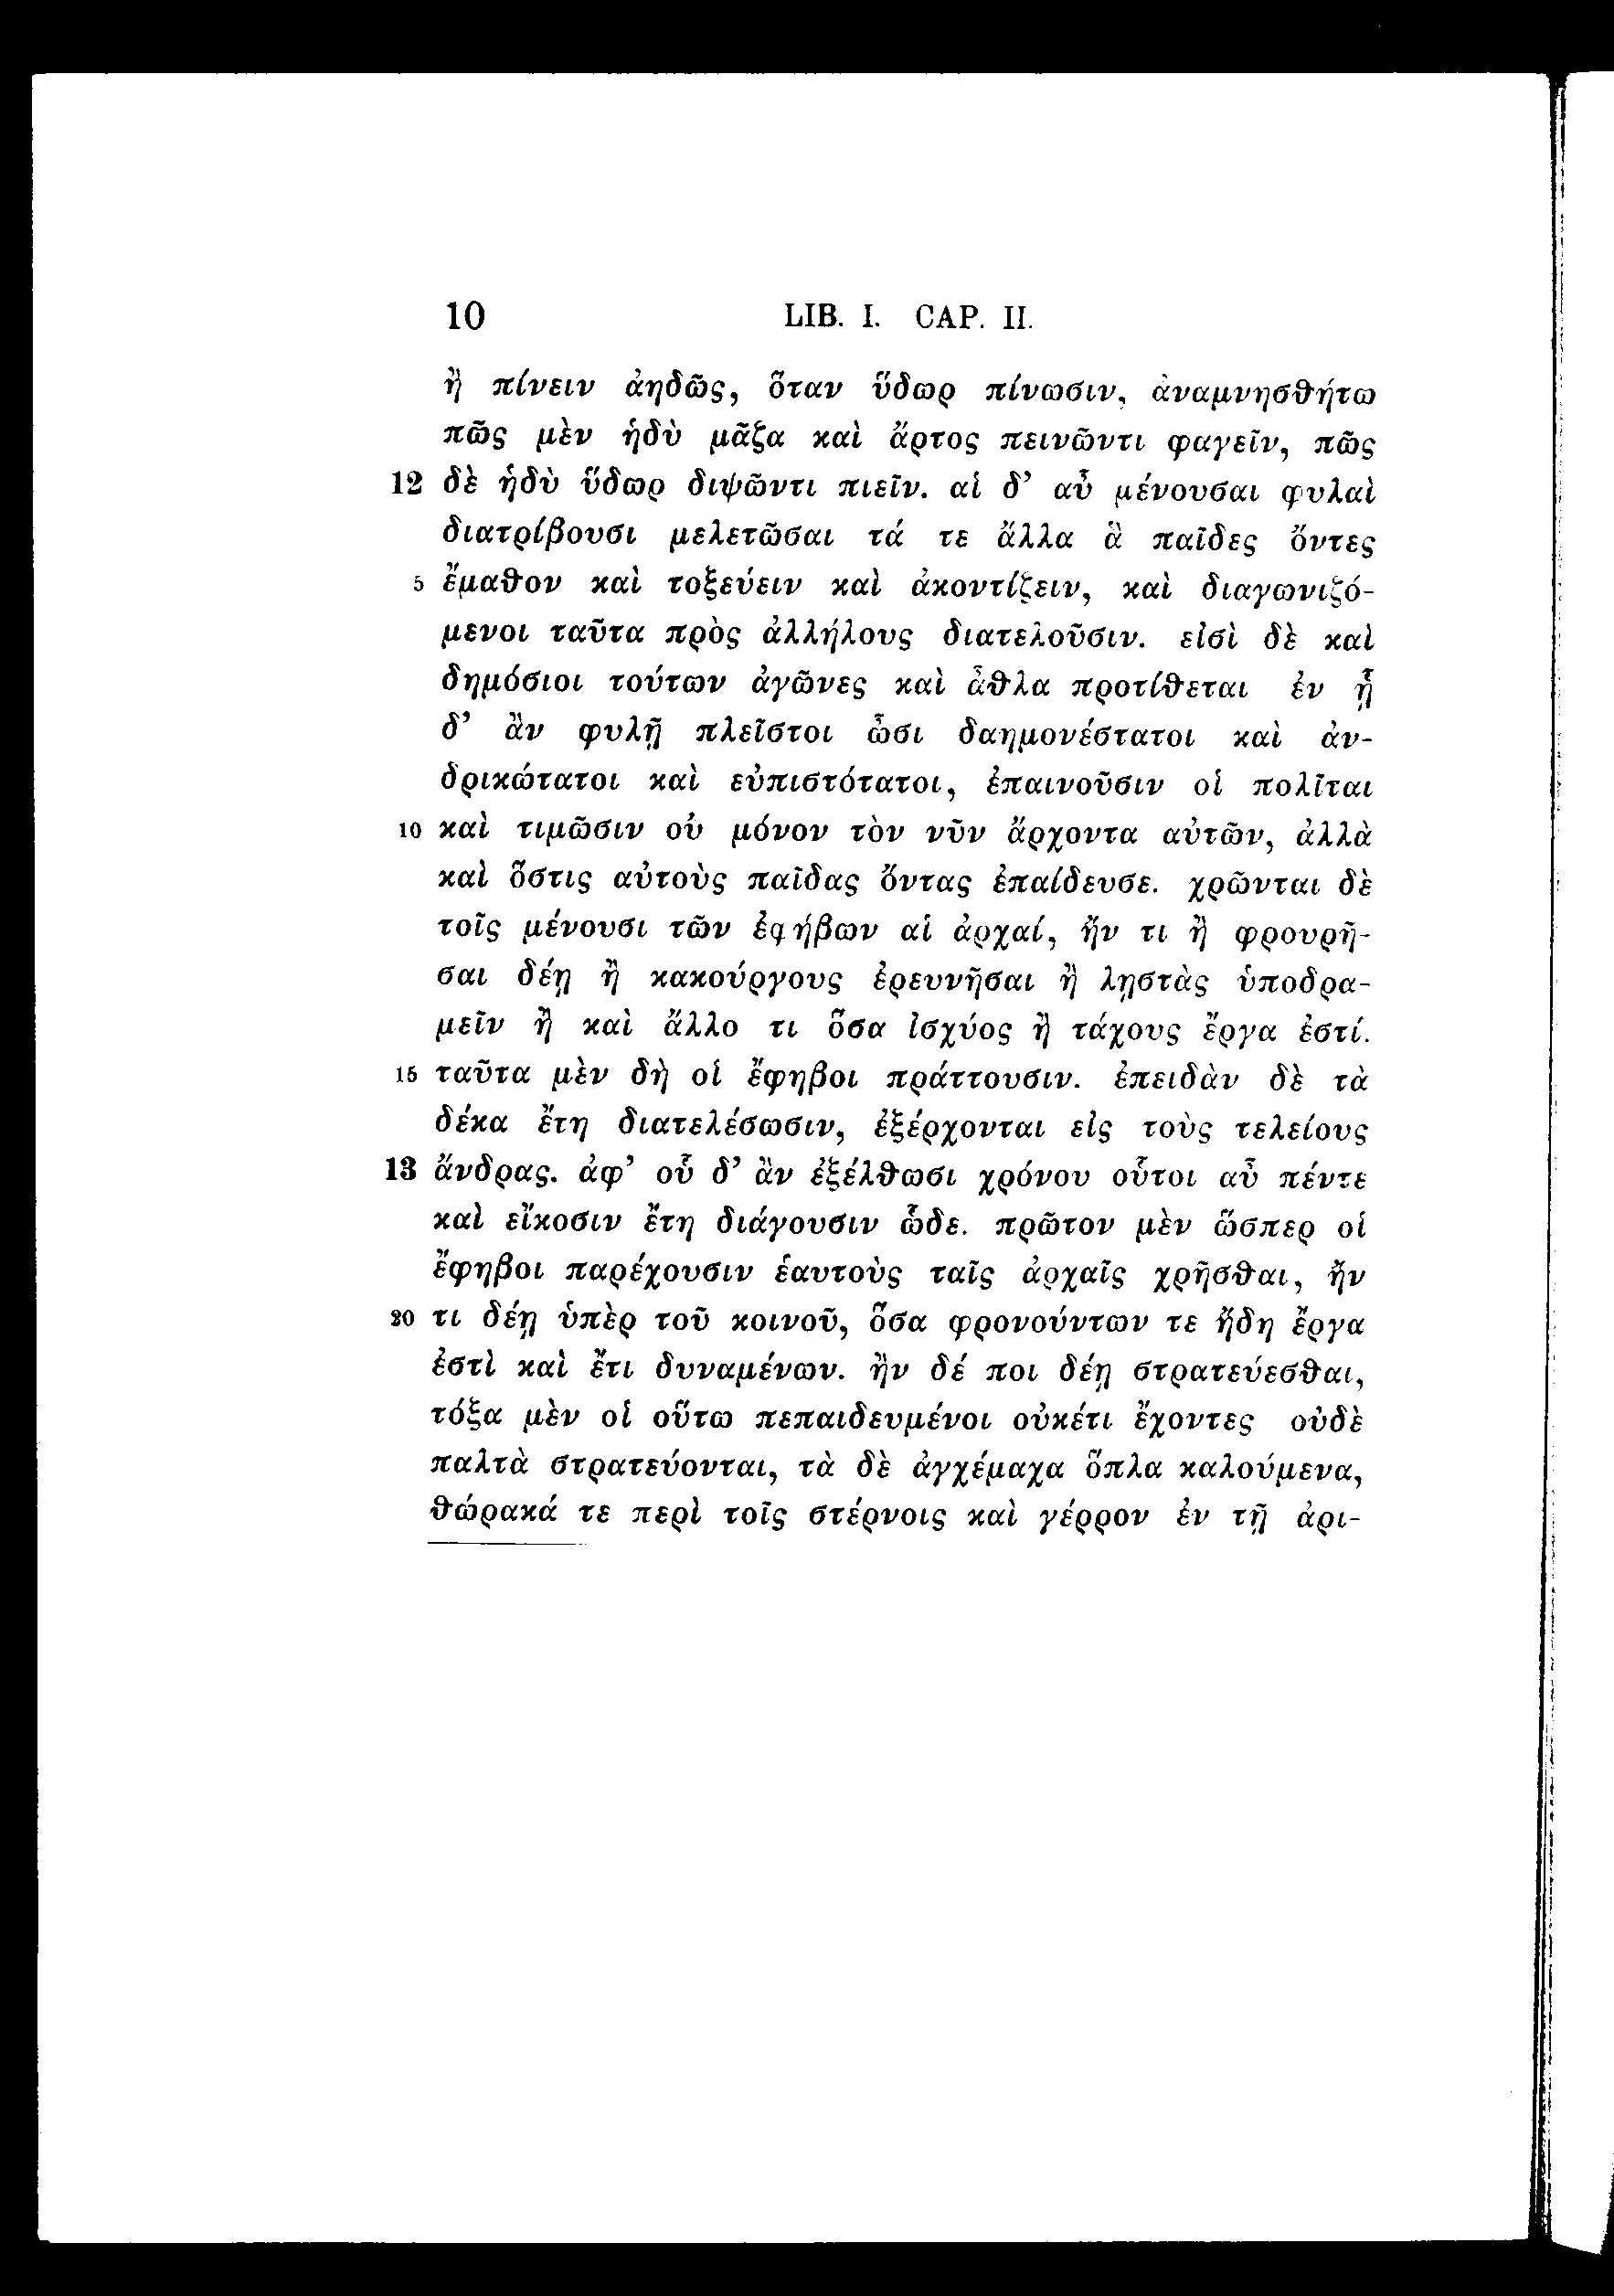 10 LIB. I. CAP. II.
ἢ πίνειν ἀηδῶς, ὅταν ὕδωρ πίνωσιν, ἀναμνησθήτω
πῶς μὲν ἡδὺ μᾶζα καὶ ἄρτος πεινῶντι φαγεῖν, πῶς
12 δὲ ἡδὺ ὕδωρ διψῶντι πιεῖν. αἱ δ’ αὖ μένουσαι φυλαὶ
διατρίβουσι μελετῶσαι τά τε ἄλλα ἃ παῖδες ὄντες
5 ἔμαθον καὶ τοξεύειν καὶ ἀκοντίζειν, καὶ διαγωνιζό-
μενοι ταῦτα πρὸς ἀλλήλους διατελοῦσιν. εἰσὶ δὲ καὶ
δημόσιοι τούτων ἀγῶνες καὶ ἆθλα προτίθεται ἐν ᾗ
δ’ ἂν φυλῇ πλεῖστοι ὦσι δαημονέστατοι καὶ ἀν-
δρικώτατοι καὶ εὐπιστότατοι, ἐπαινοῦσιν οἱ πολῖται
10 καὶ τιμῶσιν οὐ μόνον τὸν νῦν ἄρχοντα αὐτῶν, ἀλλὰ
καὶ ὅστις αὐτοὺς παῖδας ὄντας ἐπαίδευσε. χρῶνται δὲ
τοῖς μένουσι τῶν ἐφήβων αἱ ἀρχαί, ἤν τι ἢ φρουρῆ-
σαι δέῃ ἢ κακούργους ἐρευνῆσαι ἢ λῃστὰς ὑποδρα-
μεῖν ἢ καὶ ἄλλο τι ὅσα ἰσχύος ἢ τάχους ἔργα ἐστί.
15 ταῦτα μὲν δὴ οἱ ἔφηβοι πράττουσιν. ἐπειδὰν δὲ τὰ
δέκα ἔτη διατελέσωσιν, ἐξέρχονται εἰς τοὺς τελείους
13 ἄνδρας. ἀφ’ οὗ δ’ ἂν ἐξέλθωσι χρόνου οὗτοι αὖ πέντε
καὶ εἴκοσιν ἔτη διάγουσιν ὧδε. πρῶτον μὲν ὥσπερ οἱ
ἔφηβοι παρέχουσιν ἑαυτοὺς ταῖς ἀρχαῖς χρῆσθαι, ἤν
20 τι δέῃ ὑπὲρ τοῦ κοινοῦ, ὅσα φρονούντων τε ἤδη ἔργα
ἐστὶ καὶ ἔτι δυναμένων. ἢν δέ ποι δέῃ στρατεύεσθαι,
τόξα μὲν οἱ οὕτω πεπαιδευμένοι οὐκέτι ἔχοντες οὐδὲ
παλτὰ στρατεύονται, τὰ δὲ ἀγχέμαχα ὅπλα καλούμενα,
θώρακά τε περὶ τοῖς στέρνοις καὶ γέρρον ἐν τῇ ἀρι-